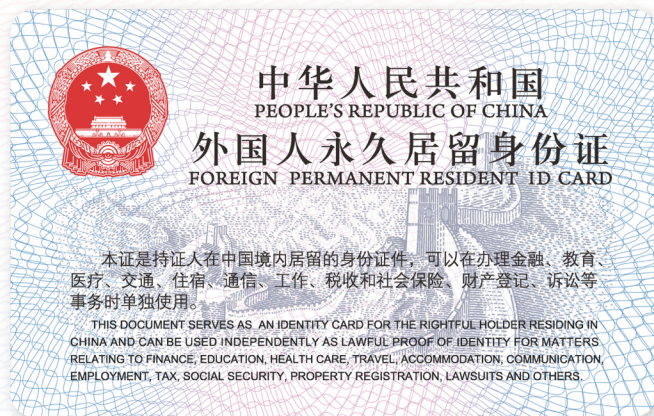 中华人民共和国
PEOPLE'S REPUBLIC OF CHINA
外国人永久居留身份证
FOREIGN PERMANENT RESIDENT ID CARD
本证是持证人在中国境内居留的身份证件，可以在办理金融、教育、
医疗、交通、住宿、通信、工作、税收和社会保险、财产登记、诉讼等
事务时单独使用。
THIS DOCUMENT SERVES AS AN IDENTITY CARD FOR THE RIGHTFUL HOLDER RESIDING IN
CHINA AND CAN BE USED INDEPENDENTLY AS LAWFUL PROOF OF IDENTITY FOR MATTERS
RELATING TO FINANCE, EDUCATION, HEALTH CARE, TRAVEL, ACCOMMODATION, COMMUNICATION,
EMPLOYMENT, TAX, SOCIAL SECURITY, PROPERTY REGISTRATION, LAWSUITS AND OTHERS.